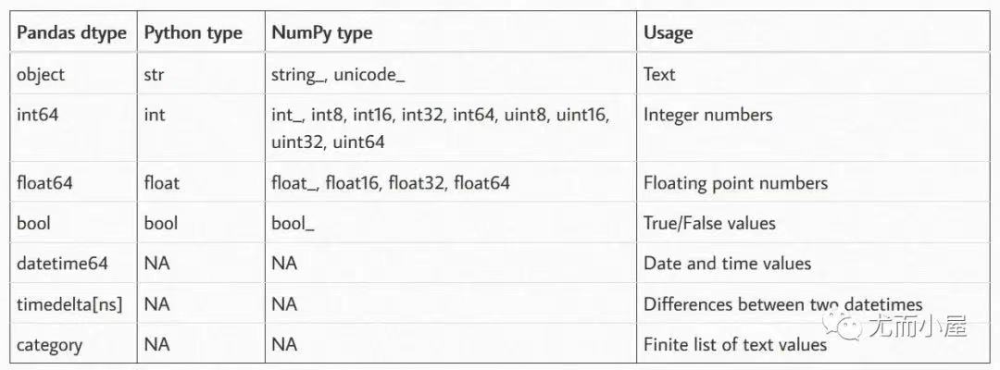 Pandas dtype Python type NumPy type Usage
object str string_, unicode_ Text
int64 int int_, int8, int16, int32, int64, uint8, uint16, Integer numbers
uint32, uint64
float64 float float_, float16, float32, float64 Floating point numbers
bool bool bool_ True/False values
datetime64 NA NA Date and time values
timedelta[ns] NA NA Differences between two datetimes
category NA NA Finite list of text values
尤而小屋